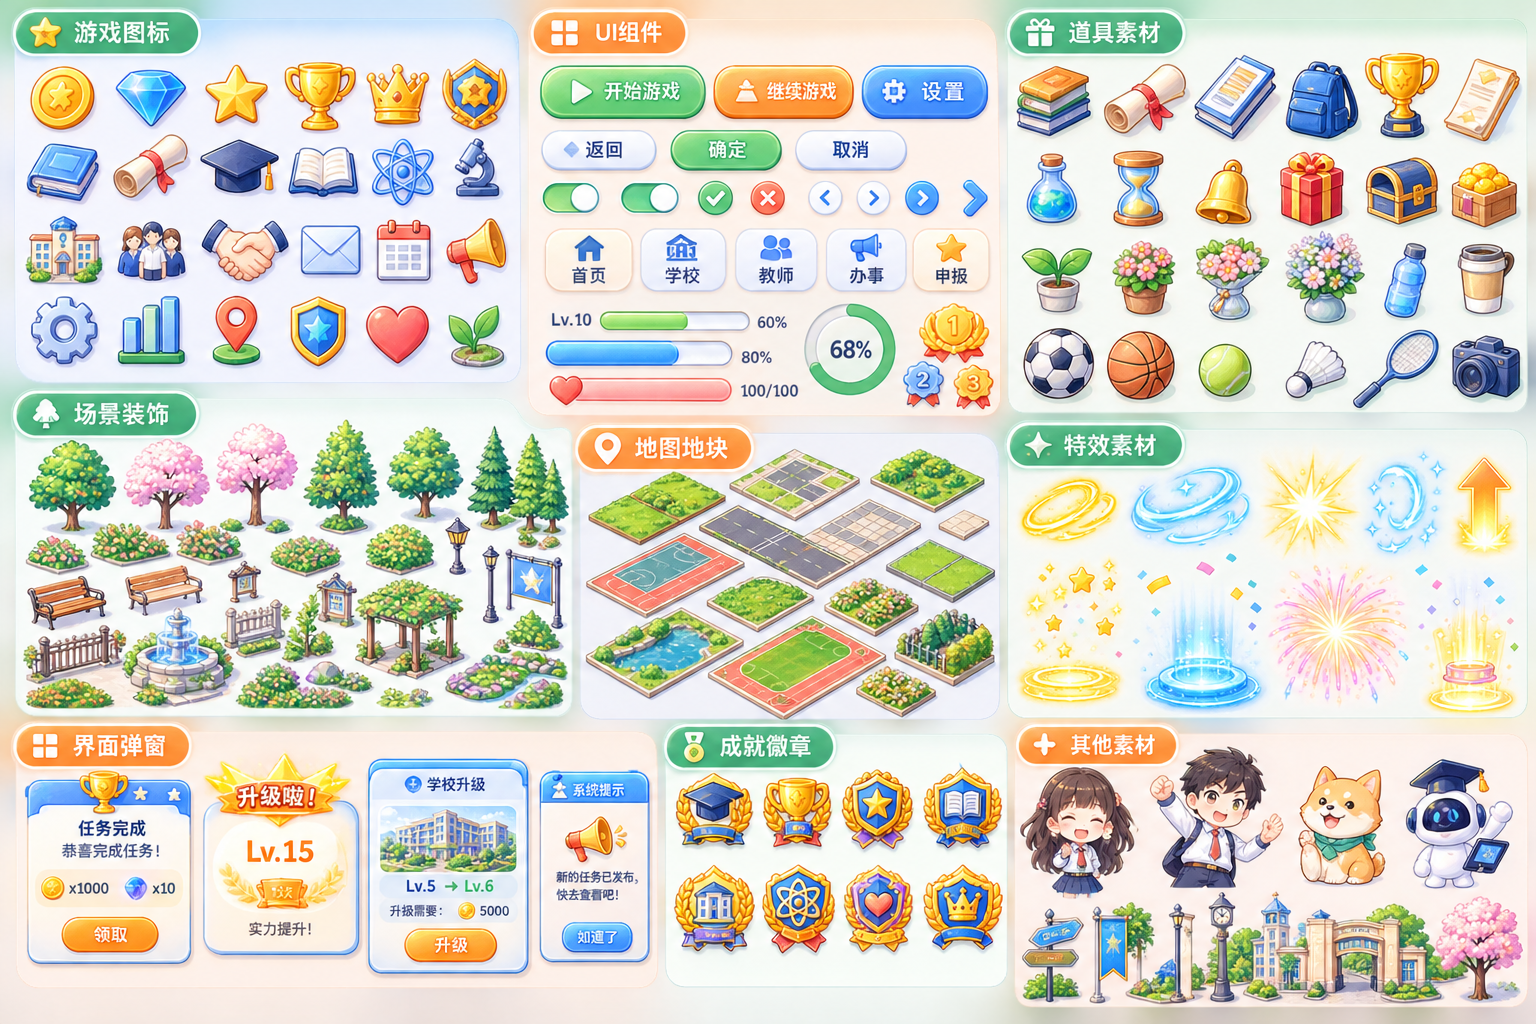 游戏图标
UI组件
道具素材
开始游戏
继续游戏
设置
返回
确定
取消
首页
学校
教师
办事
申报
Lv.10
60%
80%
100/100
68%
1
2
3
场景装饰
地图地块
特效素材
界面弹窗
任务完成
恭喜完成任务!
x1000
x10
领取
升级啦!
Lv.15
实力提升!
学校升级
Lv.5 → Lv.6
升级需要:
5000
升级
系统提示
新的任务已发布,
快去查看吧!
成就徽章
其他素材